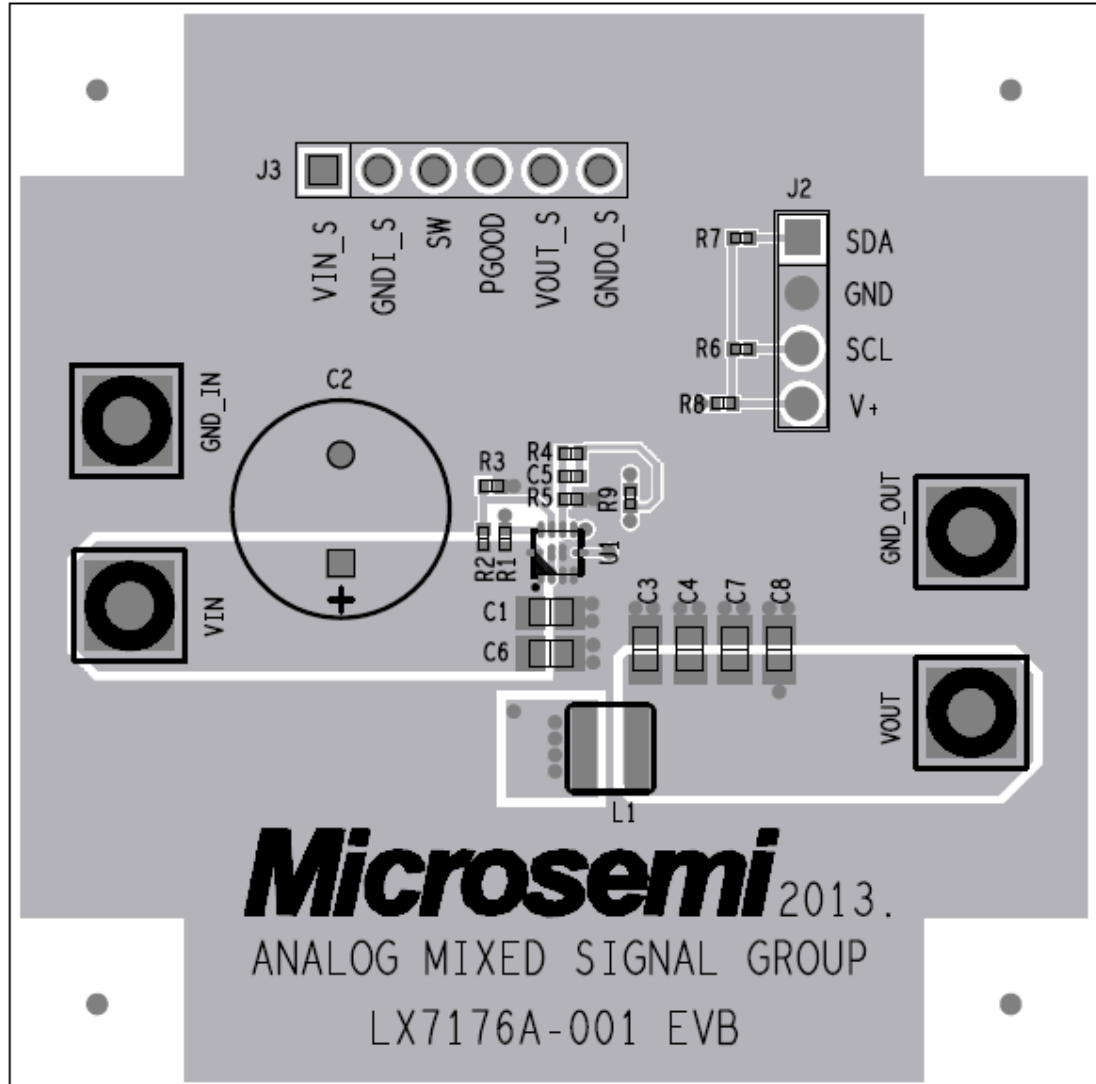 J3
VIN_S
GNDI_S
SW
PGOOD
VOUT_S
GNDO_S
J2
R7
SDA
GND
R6
SCL
R8
V+
GND_IN
C2
+
VIN
R3
R4
C5
R5
R9
R2
R1
U1
C1
C6
C3
C4
C7
C8
GND_OUT
VOUT
L1
Microsemi 2013.
ANALOG MIXED SIGNAL GROUP
LX7176A-001 EVB